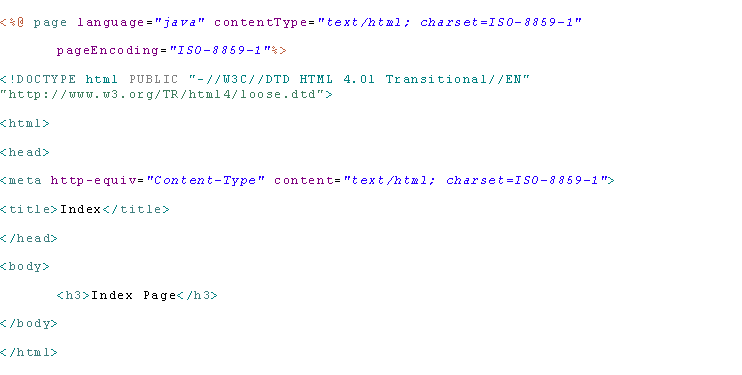 <%@ page language="java" contentType="text/html; charset=ISO-8859-1"
pageEncoding="ISO-8859-1"%>
<!DOCTYPE html PUBLIC "-//W3C//DTD HTML 4.01 Transitional//EN"
"http://www.w3.org/TR/html4/loose.dtd">
<html>
<head>
<meta http-equiv="Content-Type" content="text/html; charset=ISO-8859-1">
<title>Index</title>
</head>
<body>
<h3>Index Page</h3>
</body>
</html>